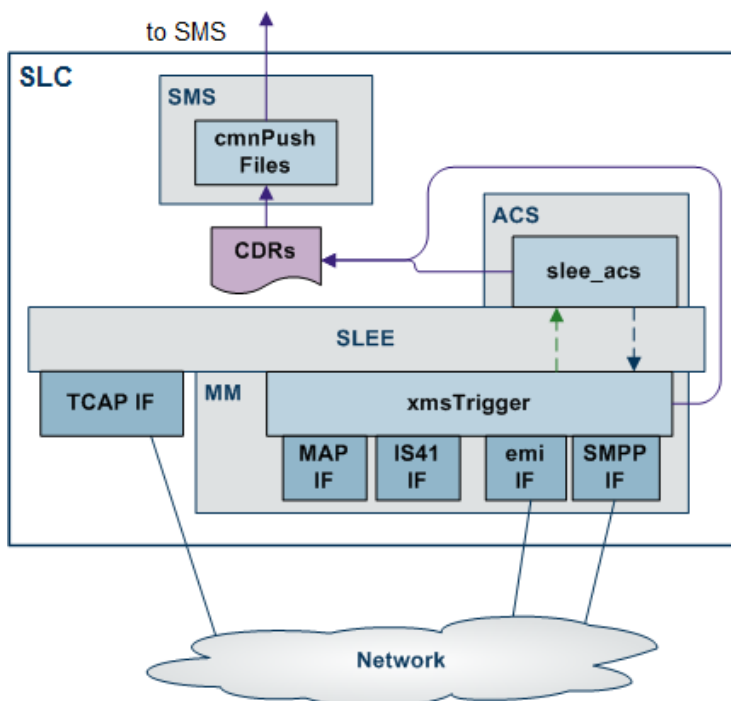 to SMS
SLC
SMS
cmnPush
Files
ACS
CDRs
slee_acs
SLEE
TCAP IF
MM
xmsTrigger
MAP
IF
IS41
IF
emi
IF
SMPP
IF
Network